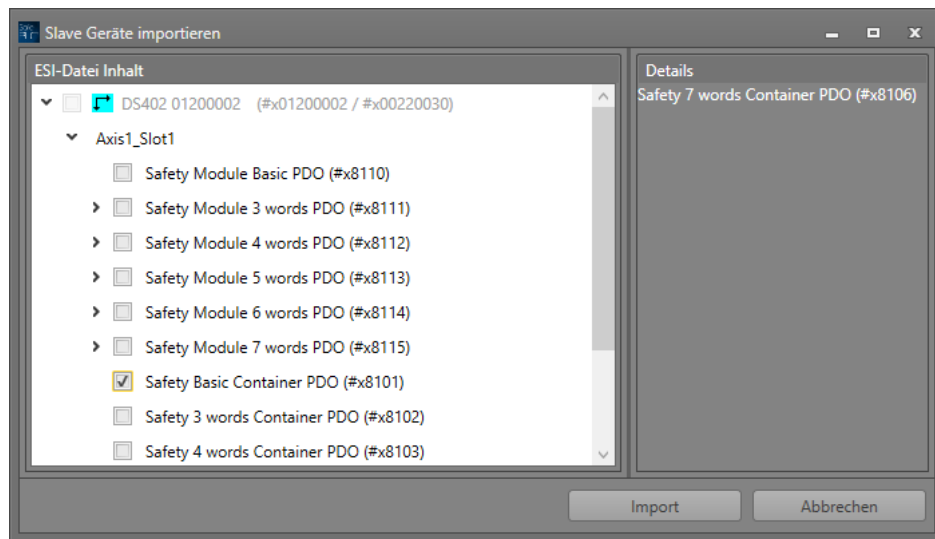 Slave Geräte importieren
ESI-Datei Inhalt
DS402 01200002 (#x01200002 / #x00220030)
Axis1_Slot1
Safety Module Basic PDO (#x8110)
Safety Module 3 words PDO (#x8111)
Safety Module 4 words PDO (#x8112)
Safety Module 5 words PDO (#x8113)
Safety Module 6 words PDO (#x8114)
Safety Module 7 words PDO (#x8115)
Safety Basic Container PDO (#x8101)
Safety 3 words Container PDO (#x8102)
Safety 4 words Container PDO (#x8103)
Details
Safety 7 words Container PDO (#x8106)
Import
Abbrechen